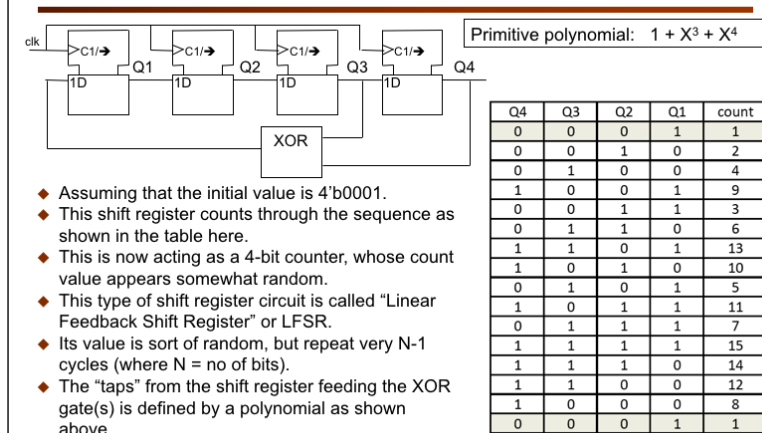 Primitive polynomial: 1 + X³ + X⁴
clk
C1/➔ C1/➔ C1/➔ C1/➔
Q1 Q2 Q3 Q4
1D 1D 1D 1D
XOR
◆ Assuming that the initial value is 4'b0001.
◆ This shift register counts through the sequence as
shown in the table here.
◆ This is now acting as a 4-bit counter, whose count
value appears somewhat random.
◆ This type of shift register circuit is called “Linear
Feedback Shift Register” or LFSR.
◆ Its value is sort of random, but repeat very N-1
cycles (where N = no of bits).
◆ The “taps” from the shift register feeding the XOR
gate(s) is defined by a polynomial as shown
above
Q4 Q3 Q2 Q1 count
0 0 0 1 1
0 0 1 0 2
0 1 0 0 4
1 0 0 1 9
0 0 1 1 3
0 1 1 0 6
1 1 0 1 13
1 0 1 0 10
0 1 0 1 5
1 0 1 1 11
0 1 1 1 7
1 1 1 1 15
1 1 1 0 14
1 1 0 0 12
1 0 0 0 8
0 0 0 1 1